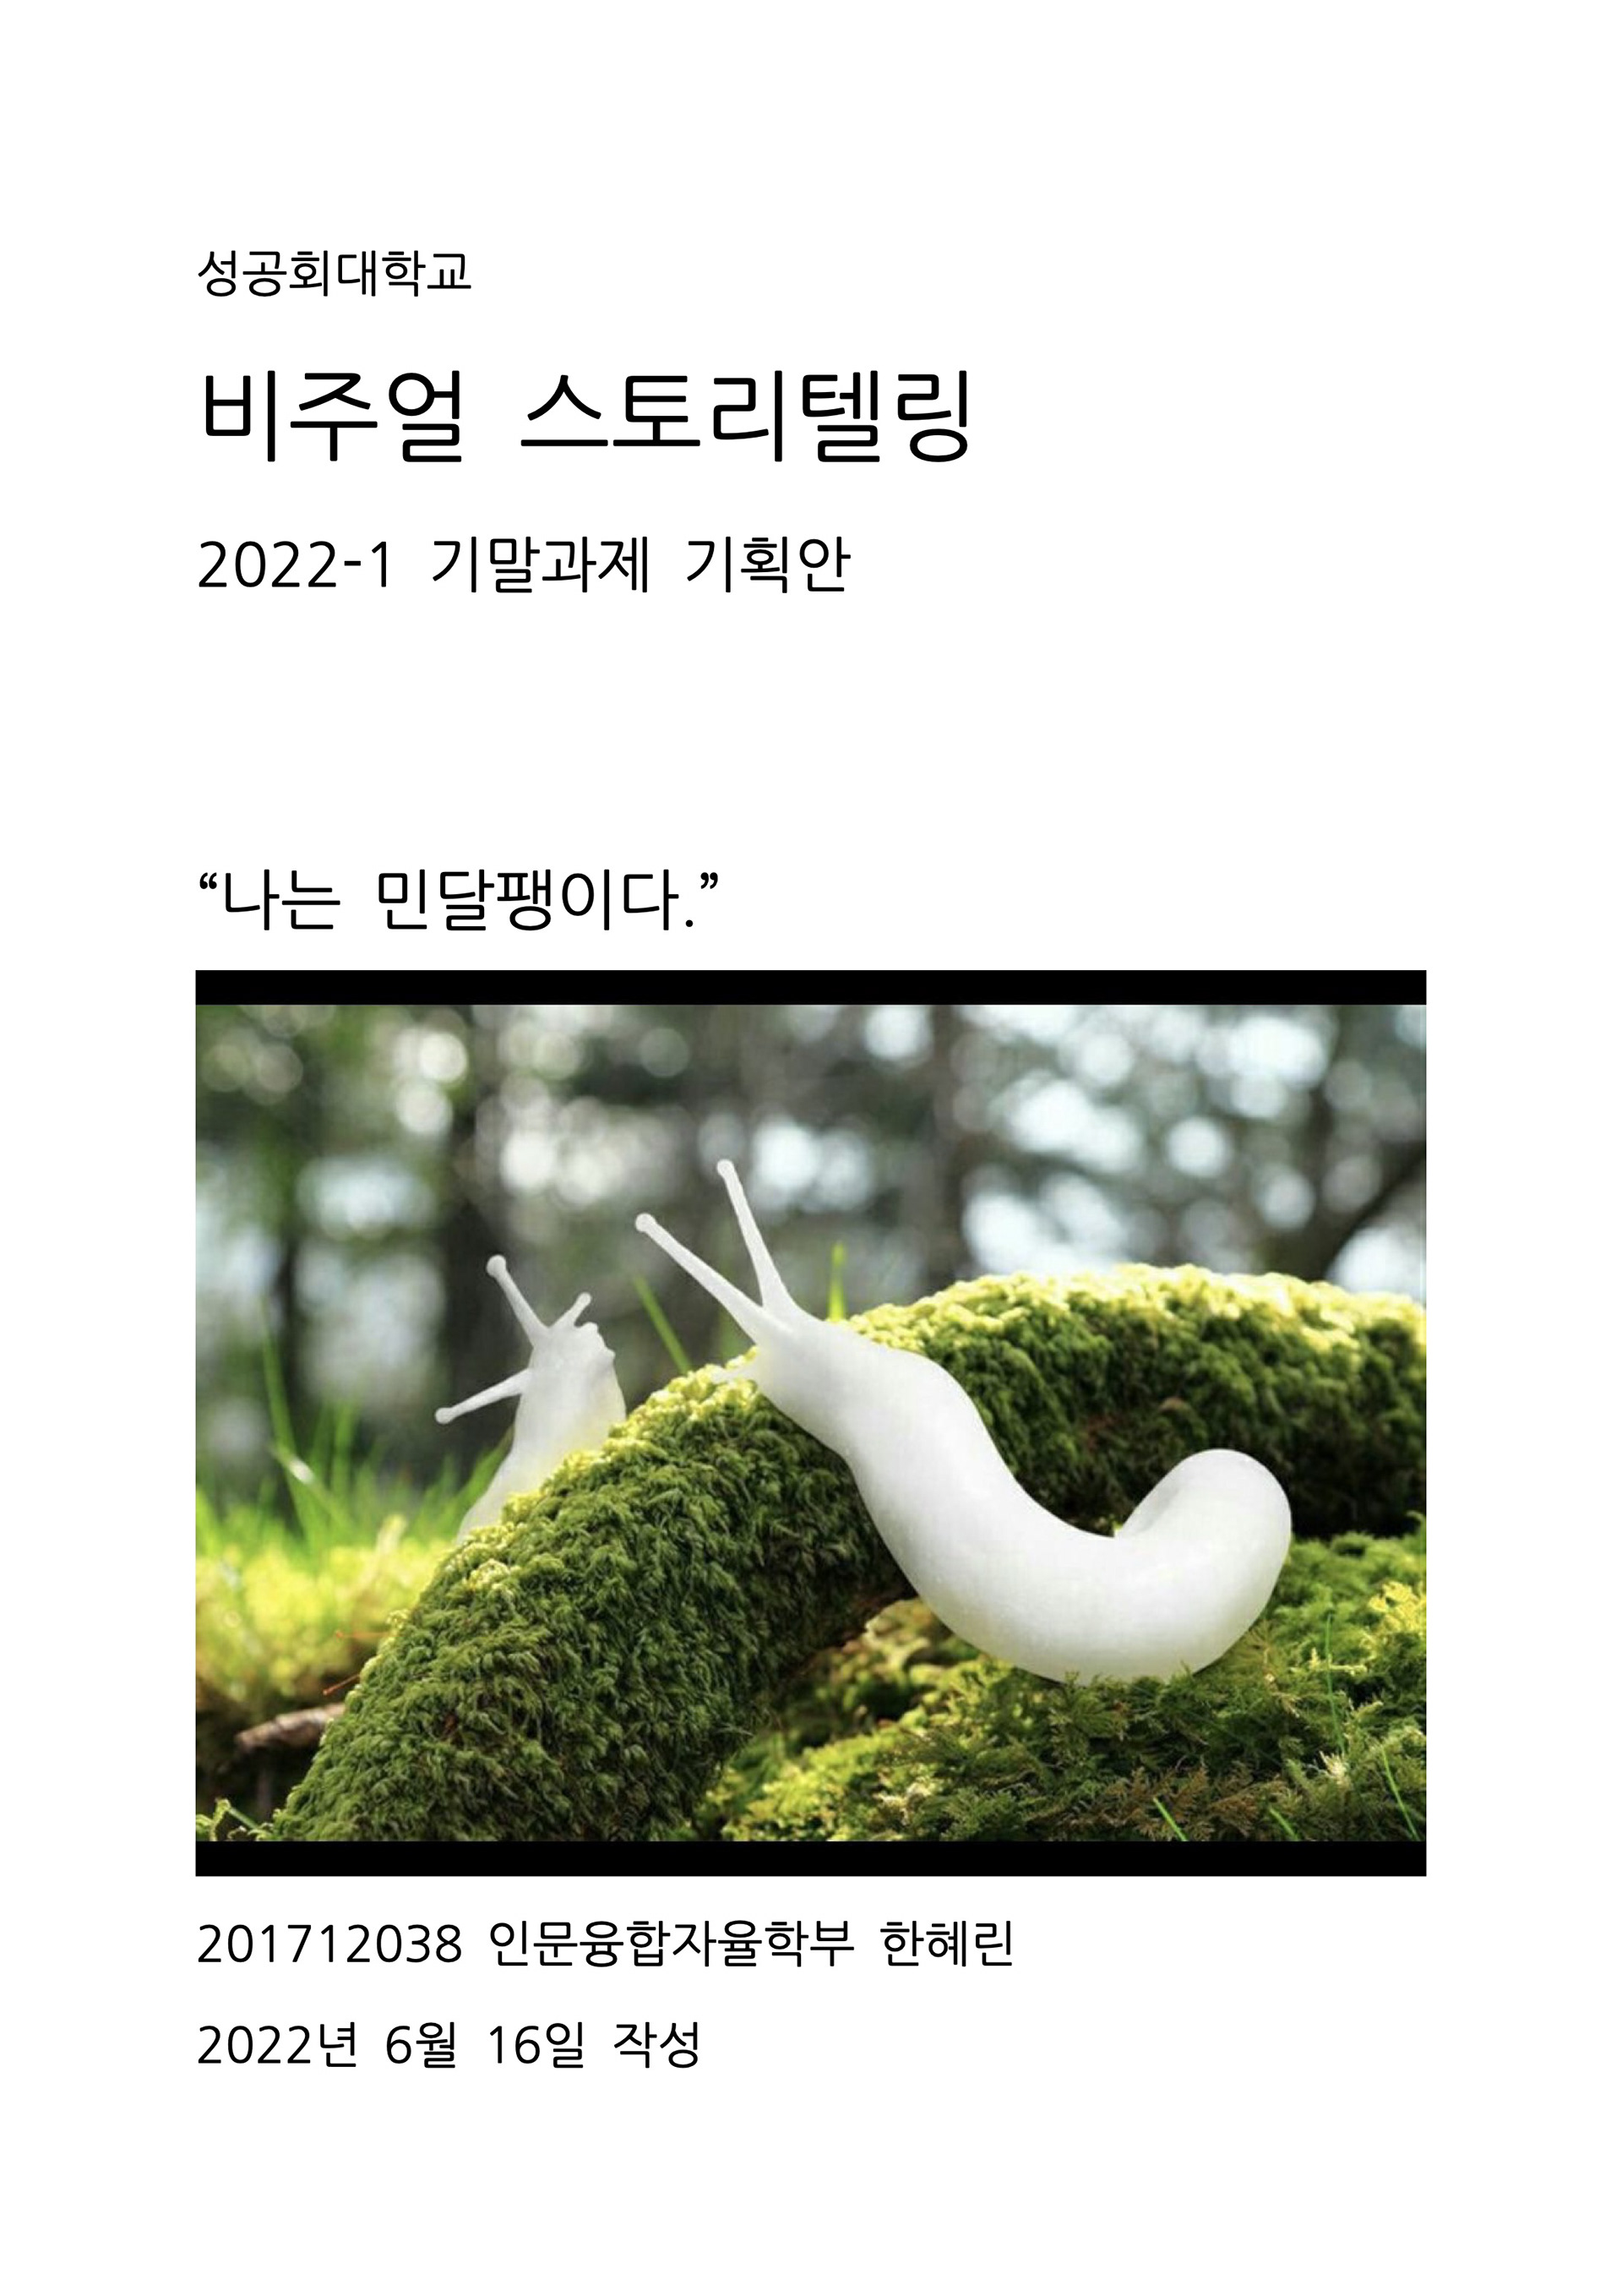 성공회대학교
비주얼 스토리텔링
2022-1 기말과제 기획안
“나는 민달팽이다.”
201712038 인문융합자율학부 한혜린
2022년 6월 16일 작성